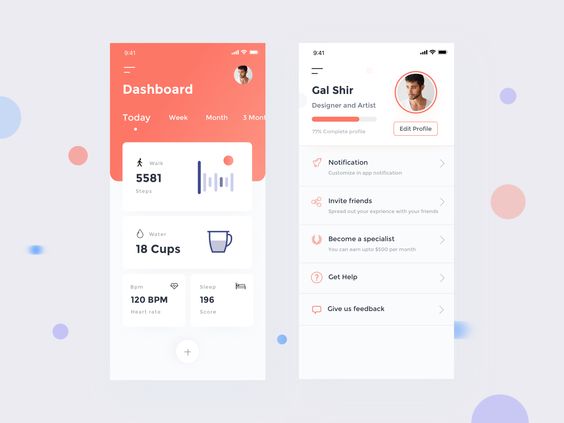 9:41
Dashboard
Today Week Month 3 Mont
Walk
5581
Steps
Water
18 Cups
Bpm
120 BPM
Heart rate
Sleep
196
Score
+
9:41
Gal Shir
Designer and Artist
71% Complete profile
Edit Profile
Notification
Customize in app notification
Invite friends
Spread out your exprience with your friends
Become a specialist
You can earn upto $500 per month
Get Help
?
Give us feedback